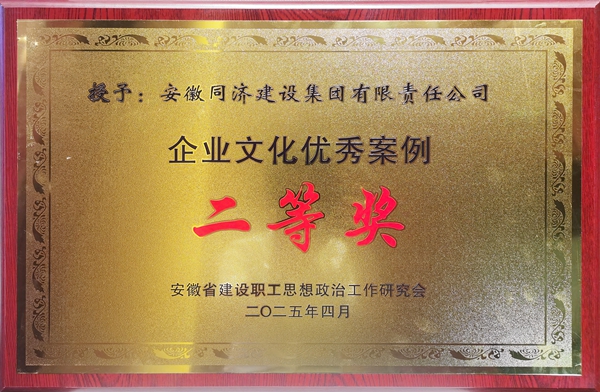 授予：安徽同济建设集团有限责任公司
企业文化优秀案例
二等奖
安徽省建设职工思想政治工作研究会
二〇二五年四月